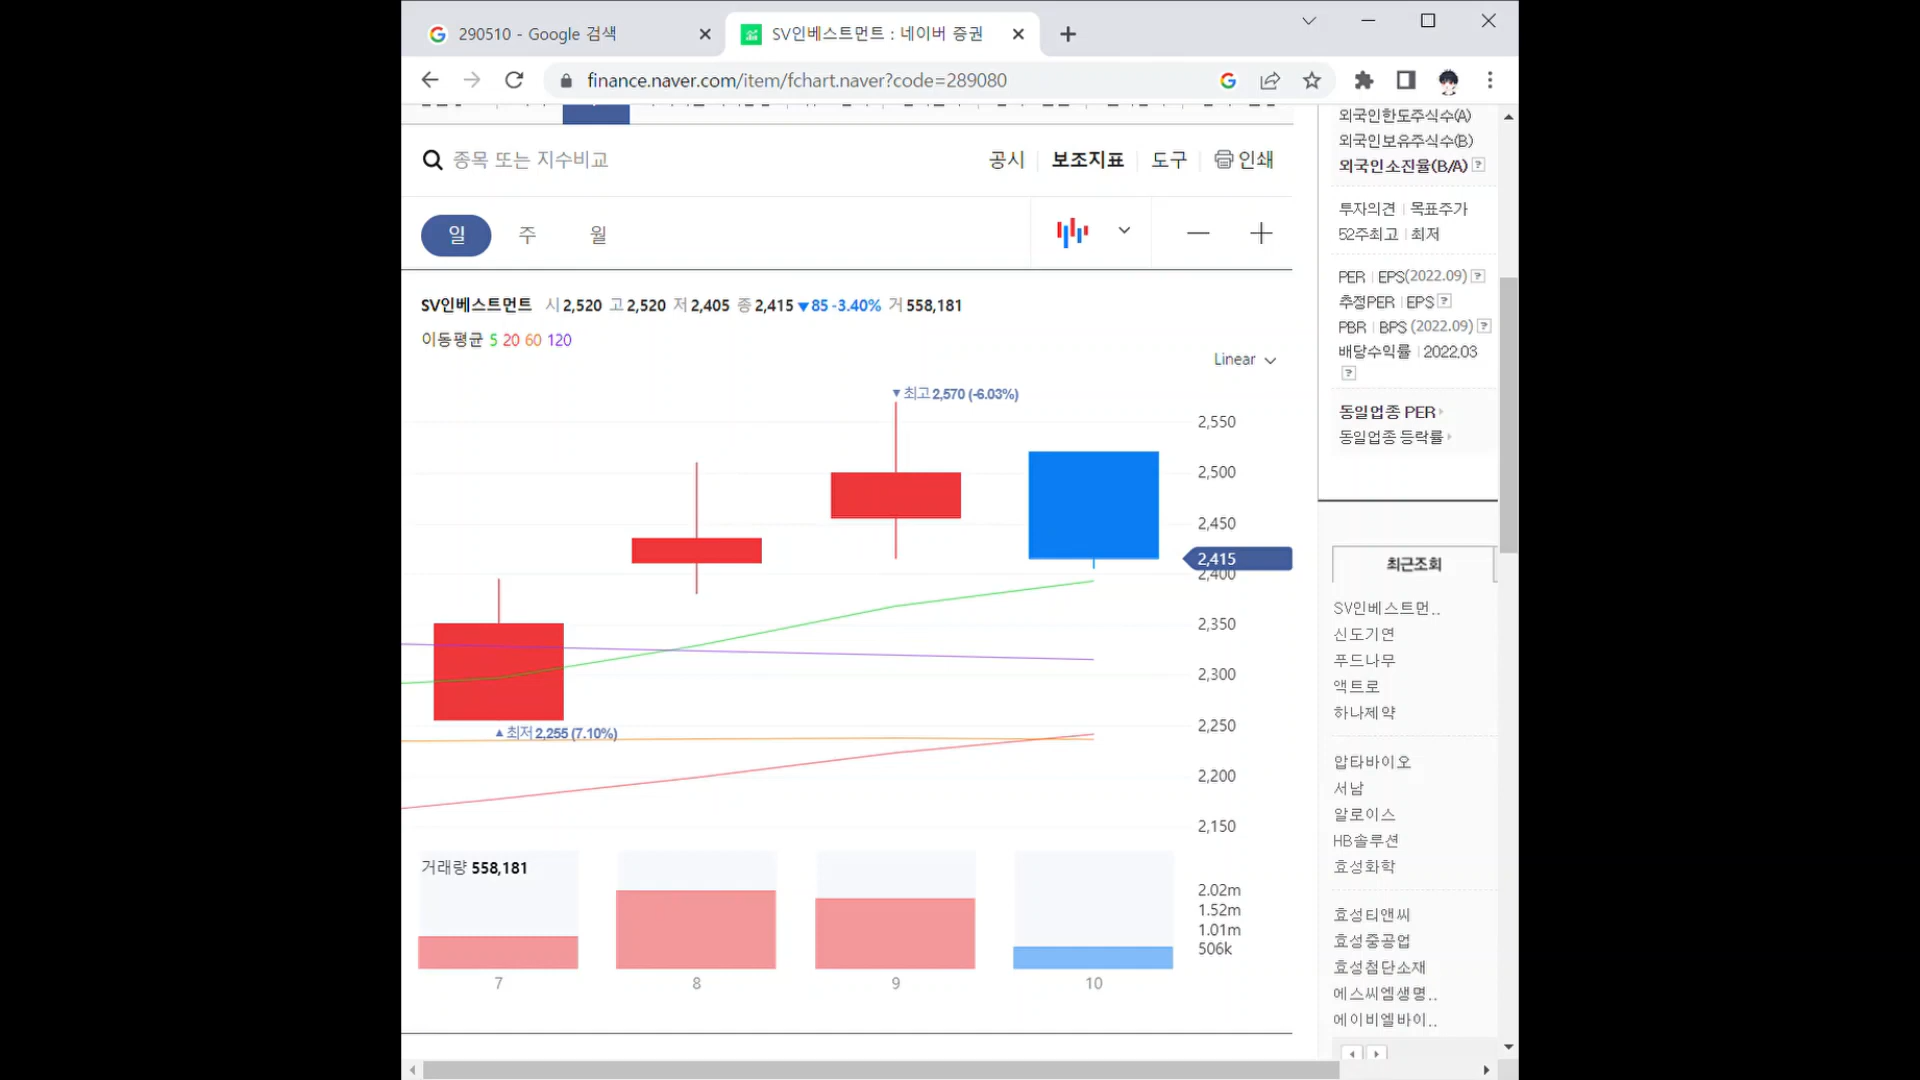 290510 - Google 검색
SV인베스트먼트 : 네이버 증권
finance.naver.com/item/fchart.naver?code=289080
종목 또는 지수비교
공시
보조지표
도구
인쇄
일
주
월
SV인베스트먼트 시 2,520 고 2,520 저 2,405 종 2,415 ▼85 -3.40% 거 558,181
이동평균 5 20 60 120
Linear
▼최고 2,570 (-6.03%)
▲최저 2,255 (7.10%)
2,550
2,500
2,450
2,415
2,400
2,350
2,300
2,250
2,200
2,150
거래량 558,181
2.02m
1.52m
1.01m
506k
7
8
9
10
외국인한도주식수(A)
외국인보유주식수(B)
외국인소진율(B/A) ?
투자의견 | 목표주가
52주최고 | 최저
PER | EPS(2022.09) ?
추정PER | EPS ?
PBR | BPS (2022.09) ?
배당수익률 | 2022.03
?
동일업종 PER
동일업종 등락률
최근조회
SV인베스트먼..
신도기연
푸드나무
액트로
하나제약
압타바이오
서남
알로이스
HB솔루션
효성화학
효성티앤씨
효성중공업
효성첨단소재
에스씨엠생명..
에이비엘바이..